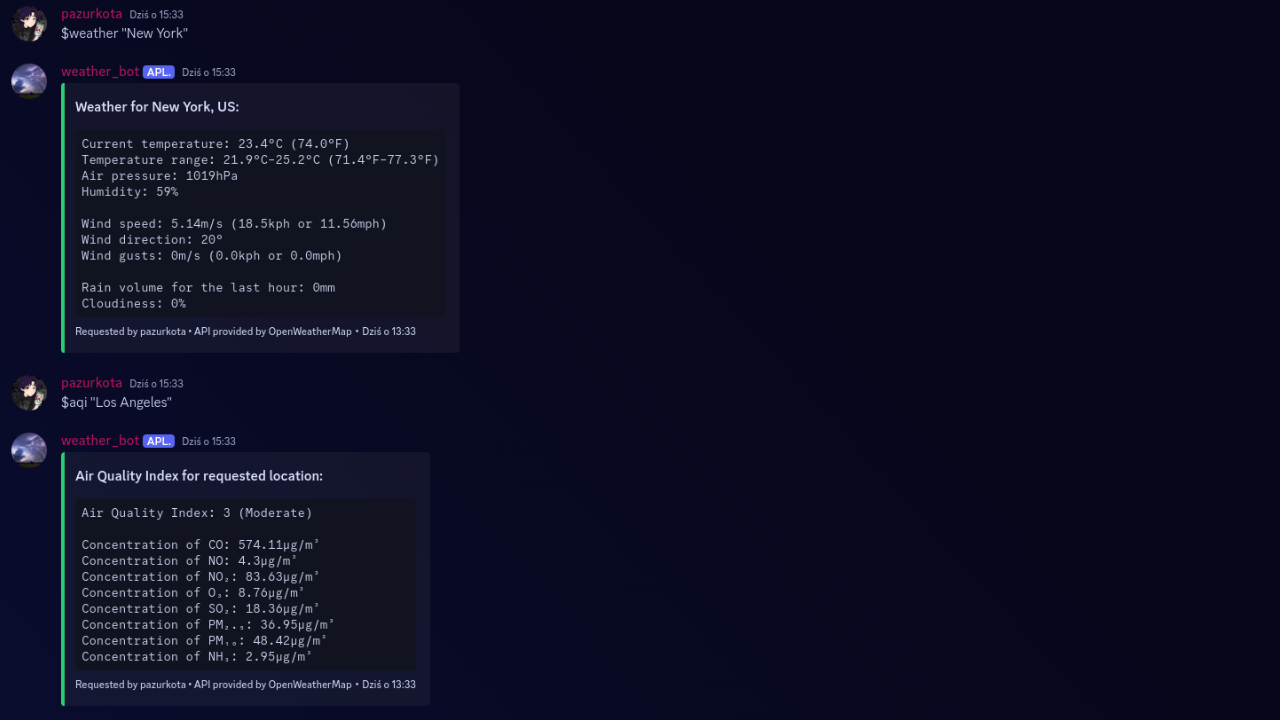 pazurkota Dziś o 15:33
$weather "New York"
weather_bot APL. Dziś o 15:33
Weather for New York, US:
Current temperature: 23.4°C (74.0°F)
Temperature range: 21.9°C-25.2°C (71.4°F-77.3°F)
Air pressure: 1019hPa
Humidity: 59%
Wind speed: 5.14m/s (18.5kph or 11.56mph)
Wind direction: 20°
Wind gusts: 0m/s (0.0kph or 0.0mph)
Rain volume for the last hour: 0mm
Cloudiness: 0%
Requested by pazurkota • API provided by OpenWeatherMap • Dziś o 13:33
pazurkota Dziś o 15:33
$aqi "Los Angeles"
weather_bot APL. Dziś o 15:33
Air Quality Index for requested location:
Air Quality Index: 3 (Moderate)
Concentration of CO: 574.11μg/m³
Concentration of NO: 4.3μg/m³
Concentration of NO₂: 83.63μg/m³
Concentration of O₃: 8.76μg/m³
Concentration of SO₂: 18.36μg/m³
Concentration of PM₂.₅: 36.95μg/m³
Concentration of PM₁₀: 48.42μg/m³
Concentration of NH₃: 2.95μg/m³
Requested by pazurkota • API provided by OpenWeatherMap • Dziś o 13:33